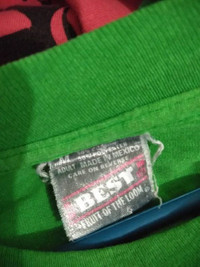 M
ADULT MADE IN MEXICO
CARE ON REVERSE
BEST
FRUIT OF THE LOOM